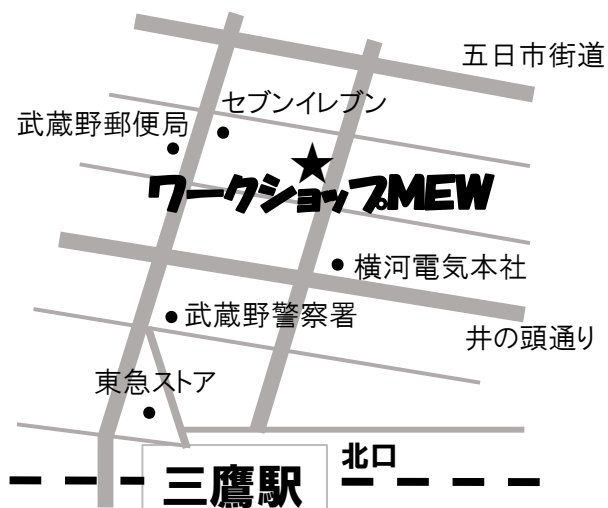 五日市街道
セブンイレブン
武蔵野郵便局
ワークショップMEW
横河電気本社
武蔵野警察署
井の頭通り
東急ストア
北口
三鷹駅